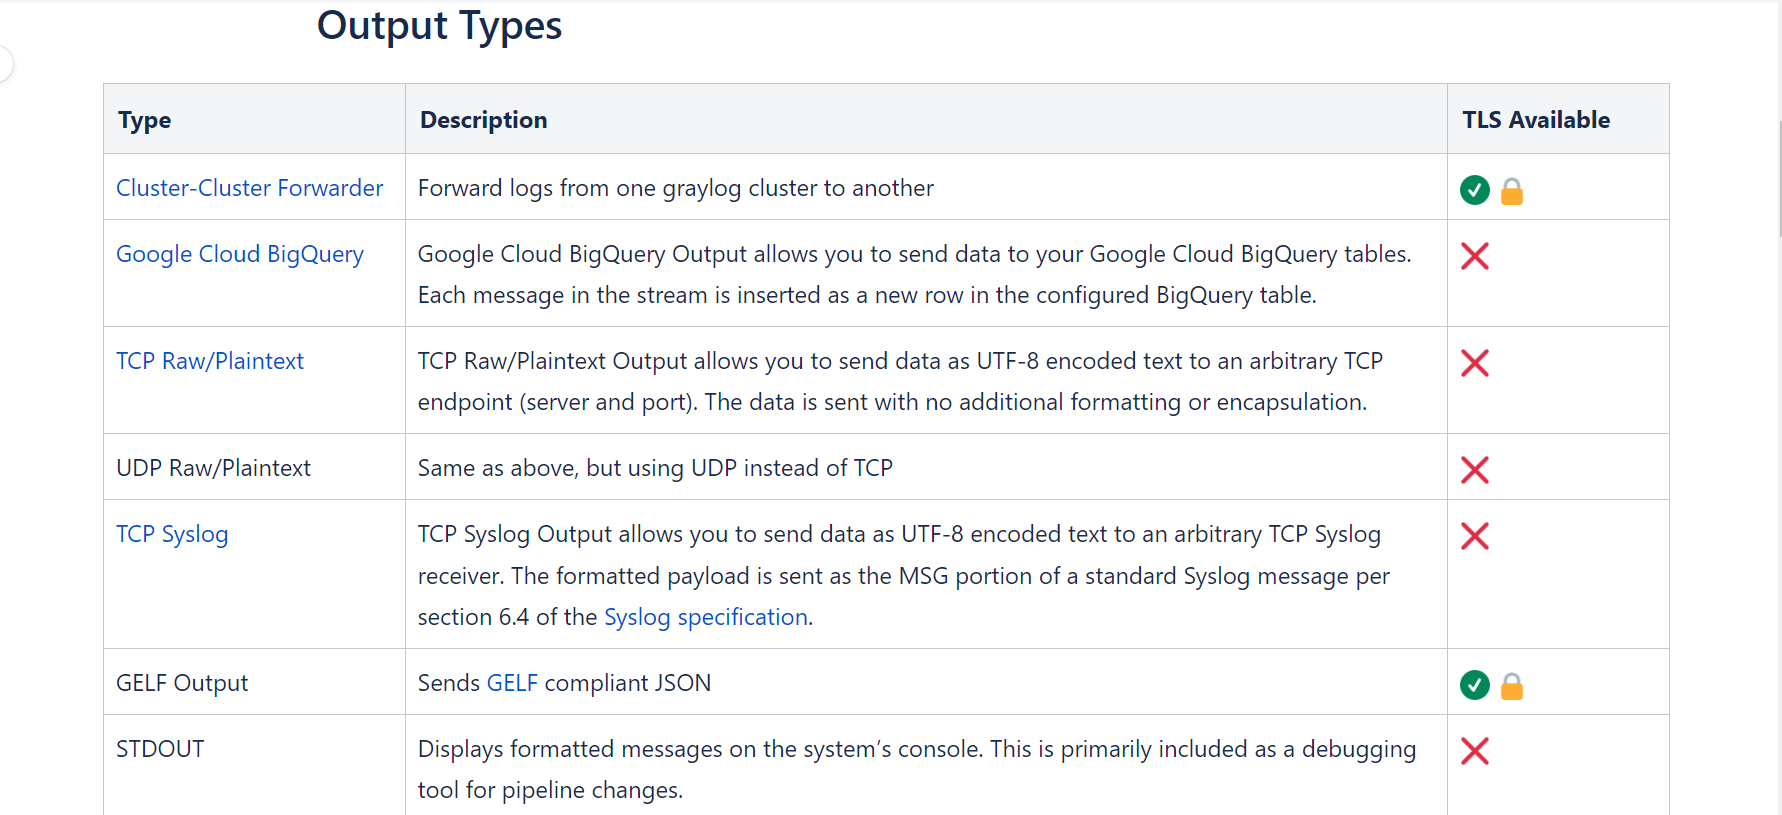 Output Types
Type Description TLS Available
Cluster-Cluster Forwarder Forward logs from one graylog cluster to another
Google Cloud BigQuery Google Cloud BigQuery Output allows you to send data to your Google Cloud BigQuery tables.
Each message in the stream is inserted as a new row in the configured BigQuery table.
TCP Raw/Plaintext TCP Raw/Plaintext Output allows you to send data as UTF-8 encoded text to an arbitrary TCP
endpoint (server and port). The data is sent with no additional formatting or encapsulation.
UDP Raw/Plaintext Same as above, but using UDP instead of TCP
TCP Syslog TCP Syslog Output allows you to send data as UTF-8 encoded text to an arbitrary TCP Syslog
receiver. The formatted payload is sent as the MSG portion of a standard Syslog message per
section 6.4 of the Syslog specification.
GELF Output Sends GELF compliant JSON
STDOUT Displays formatted messages on the system’s console. This is primarily included as a debugging
tool for pipeline changes.